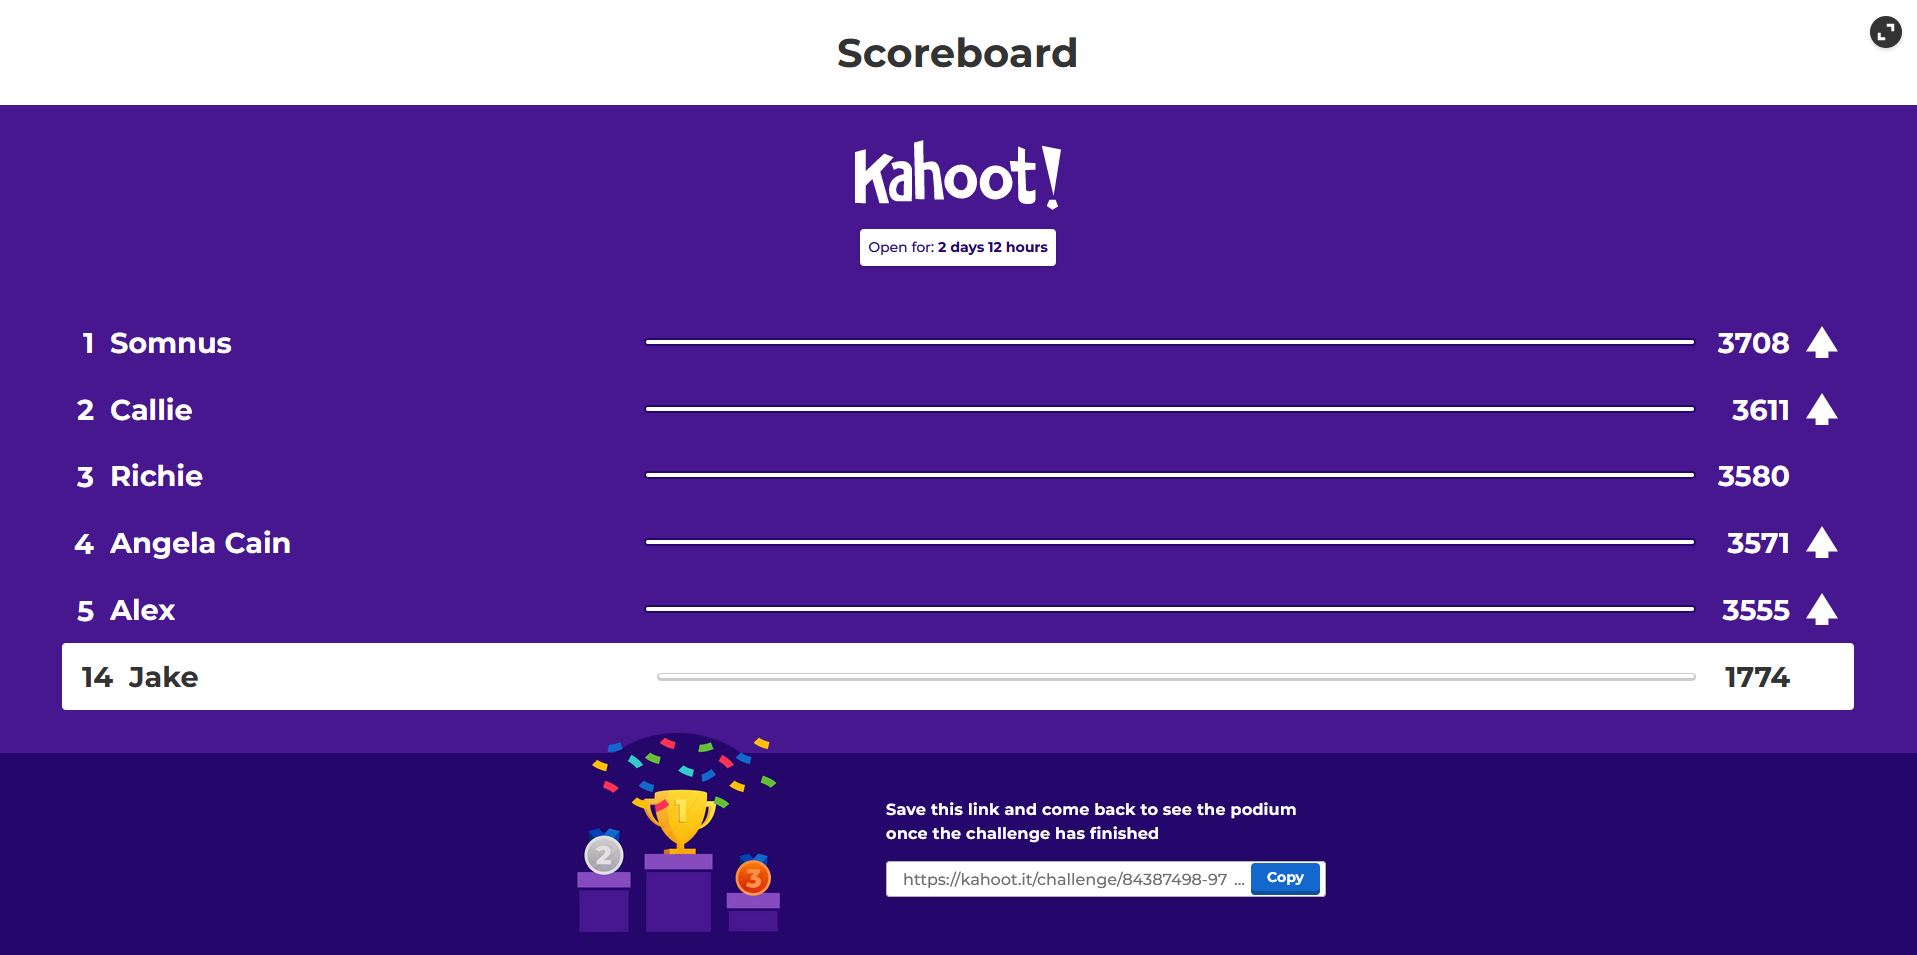 Scoreboard
Kahoot!
Open for: 2 days 12 hours
1 Somnus 3708
2 Callie 3611
3 Richie 3580
4 Angela Cain 3571
5 Alex 3555
14 Jake 1774
1
2
3
Save this link and come back to see the podium
once the challenge has finished
https://kahoot.it/challenge/84387498-97 ... Copy